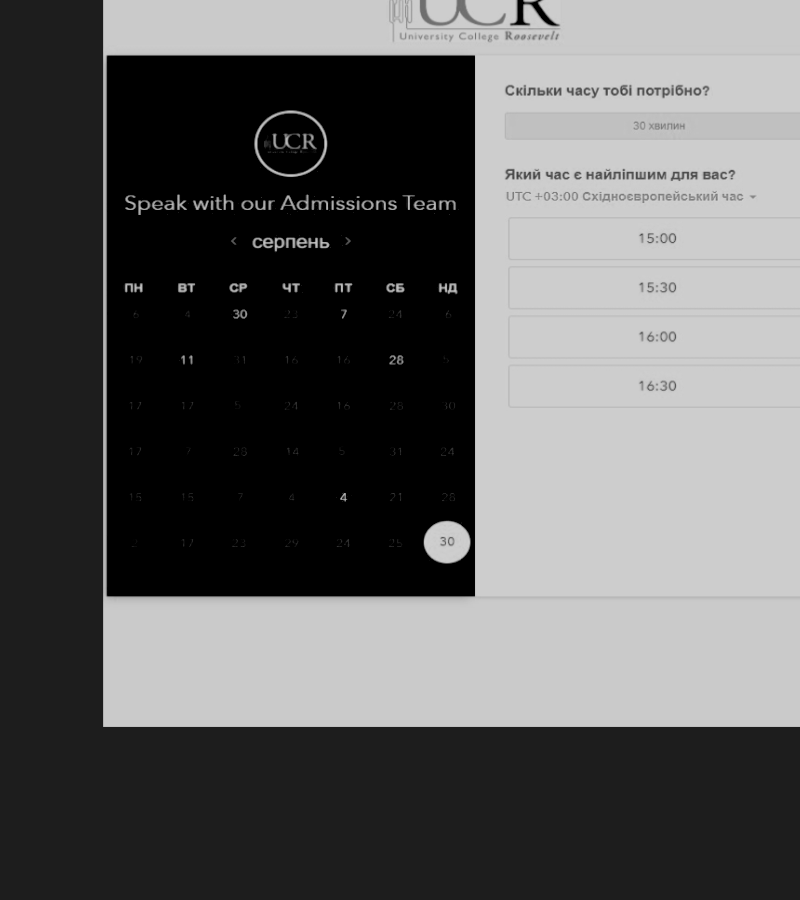 UCR
University College Roosevelt
UCR
Speak with our Admissions Team
‹ серпень ›
ПН ВТ СР ЧТ ПТ СБ НД
6 4 30 23 7 24 6
19 11 31 16 16 28 5
17 17 5 24 16 28 30
17 7 28 14 5 31 24
15 15 7 4 4 21 28
17 23 29 24 25 30
Скільки часу тобі потрібно?
30 хвилин
Який час є найліпшим для вас?
UTC +03:00 Східноєвропейський час
15:00
15:30
16:00
16:30